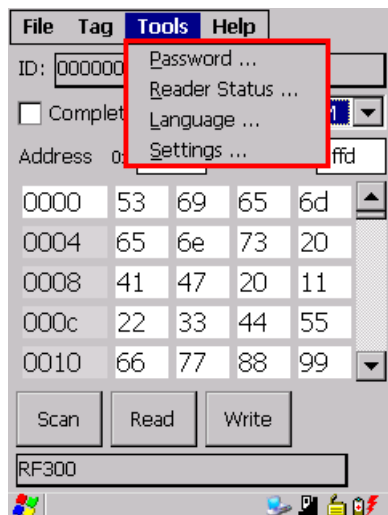 File Tag Tools Help
ID: 000000
Password ...
Reader Status ...
Language ...
Settings ...
Complet
Address 0: ffd
0000 53 69 65 6d
0004 65 6e 73 20
0008 41 47 20 11
000c 22 33 44 55
0010 66 77 88 99
Scan Read Write
RF300